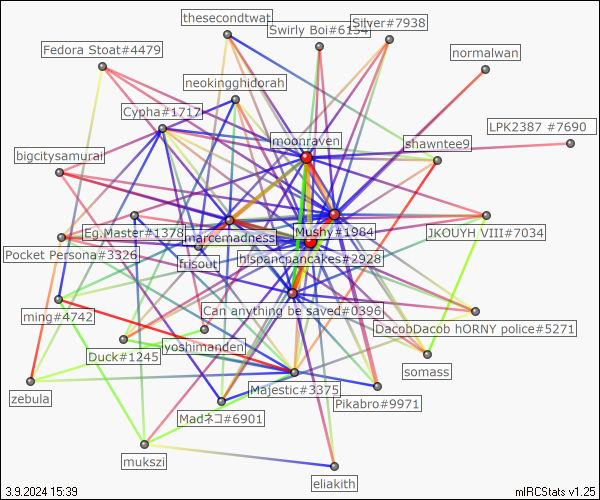 thesecondtwat
Swirly Boi#6154
Silver#7938
Fedora Stoat#4479
normalwan
neokingghidorah
Cypha#1717
LPK2387 #7690
moonraven
shawntee9
bigcitysamurai
Eg.Master#1378
marcemadness
Mushy#1984
JKOUYH VIII#7034
Pocket Persona#3326
frisout
hispancpancakes#2928
Can anything be saved#0396
ming#4742
DacobDacob hORNY police#5271
Duck#1245
yoshimandenj
somass
zebula
Majestic#3375
Pikabro#9971
Madネコ#6901
mukszi
eliakith
3.9.2024 15:39
mIRCStats v1.25